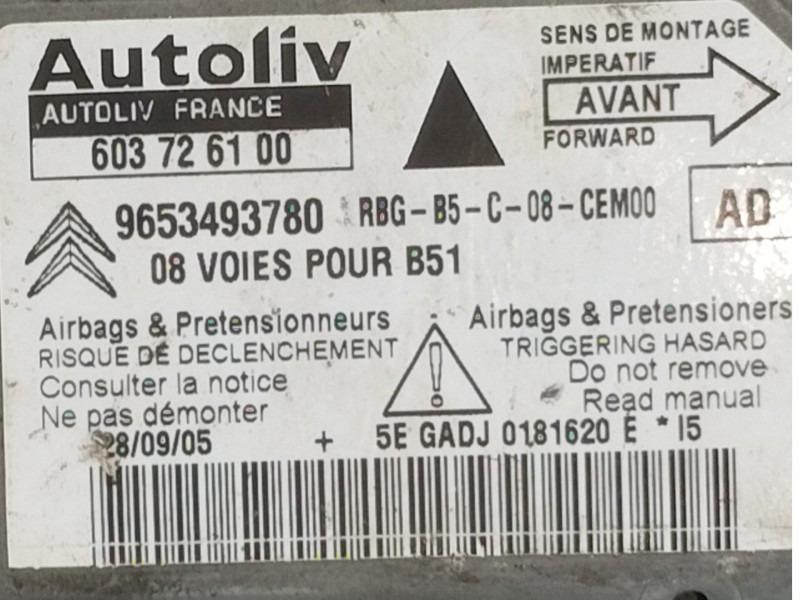 Autoliv
AUTOLIV FRANCE
603 72 61 00
SENS DE MONTAGE
IMPERATIF
AVANT
FORWARD
9653493780 RBG-B5-C-08-CEM00
AD
08 VOIES POUR B51
Airbags & Pretensionneurs
RISQUE DE DECLENCHEMENT
Consulter la notice
Ne pas démonter
Airbags & Pretensioners
TRIGGERING HASARD
Do not remove
Read manual
28/09/05 + 5E GADJ 0181620 E * I5